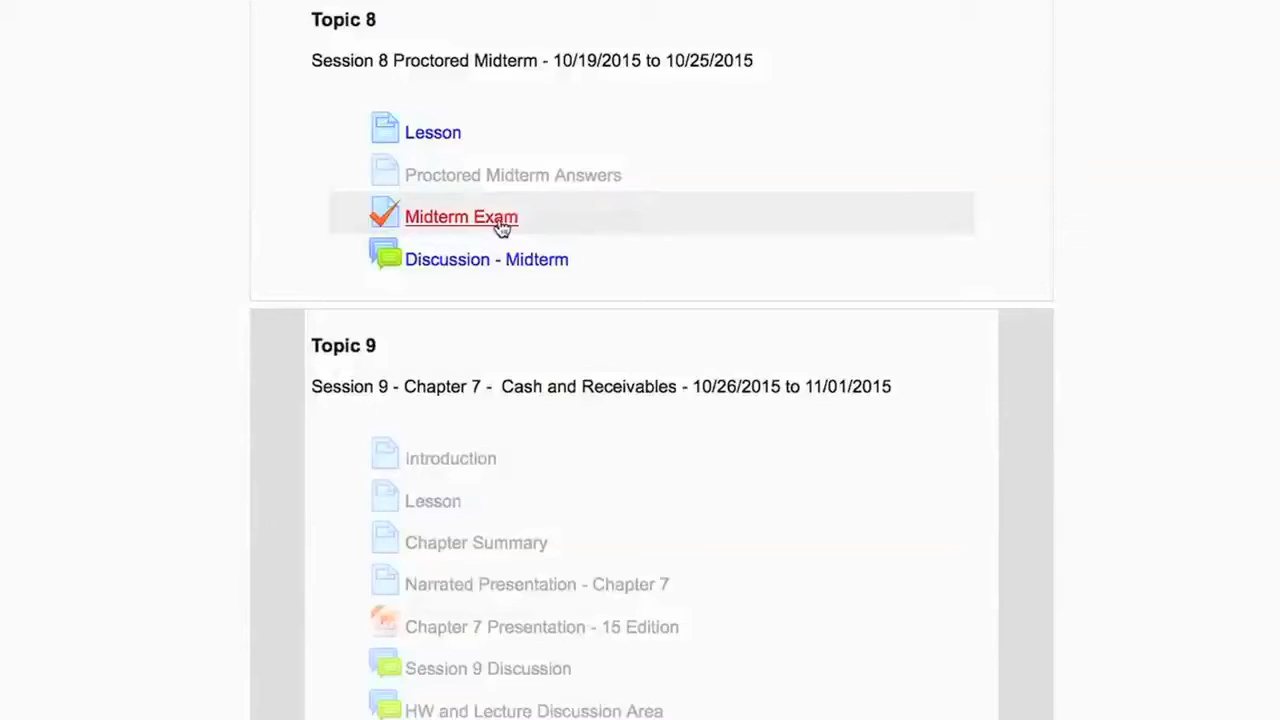 Topic 8
Session 8 Proctored Midterm - 10/19/2015 to 10/25/2015
Lesson
Proctored Midterm Answers
Midterm Exam
Discussion - Midterm
Topic 9
Session 9 - Chapter 7 - Cash and Receivables - 10/26/2015 to 11/01/2015
Introduction
Lesson
Chapter Summary
Narrated Presentation - Chapter 7
Chapter 7 Presentation - 15 Edition
Session 9 Discussion
HW and Lecture Discussion Area